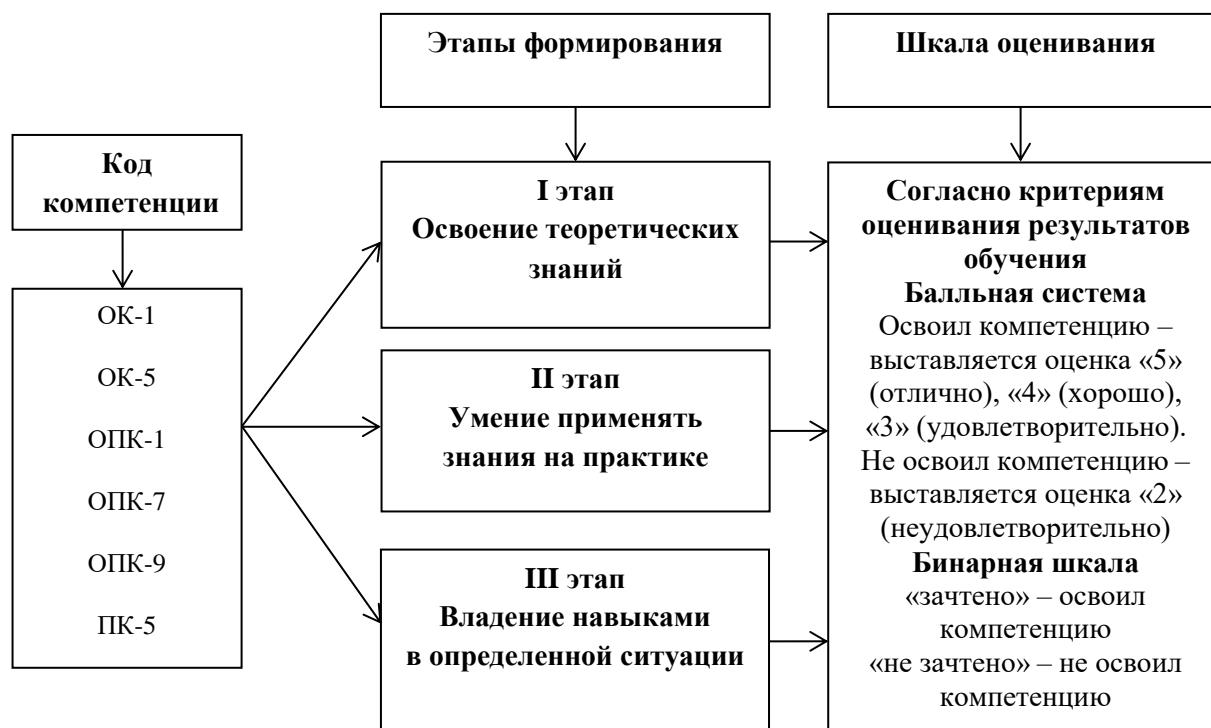 Этапы формирования
Шкала оценивания
Код
компетенции
ОК-1
ОК-5
ОПК-1
ОПК-7
ОПК-9
ПК-5
I этап
Освоение теоретических
знаний
II этап
Умение применять
знания на практике
III этап
Владение навыками
в определенной ситуации
Согласно критериям
оценивания результатов
обучения
Балльная система
Освоил компетенцию –
выставляется оценка «5»
(отлично), «4» (хорошо),
«3» (удовлетворительно).
Не освоил компетенцию –
выставляется оценка «2»
(неудовлетворительно)
Бинарная шкала
«зачтено» – освоил
компетенцию
«не зачтено» – не освоил
компетенцию